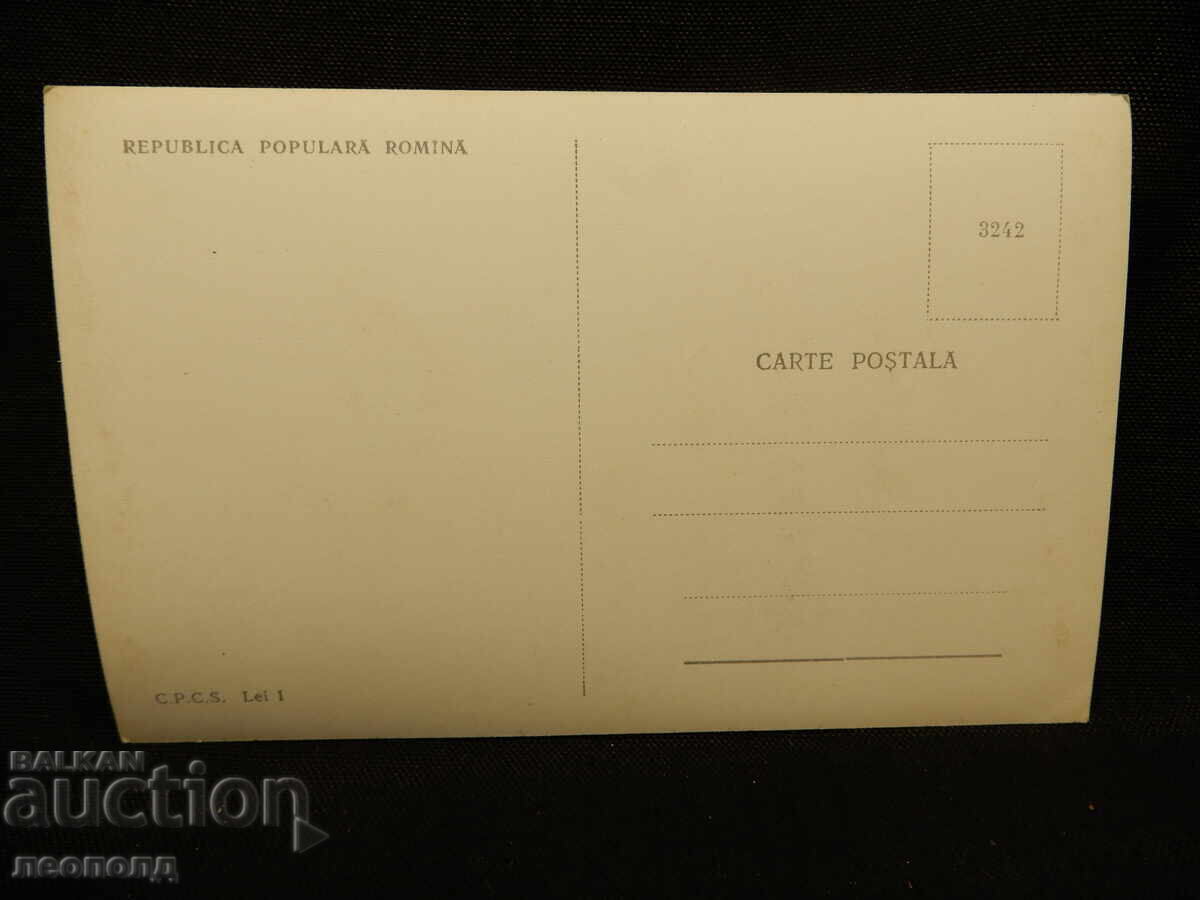 REPUBLICA POPULARĂ ROMINĂ
3242
CARTE POȘTALĂ
C.P.C.S. Lei 1
BALKAN
auction
леополд